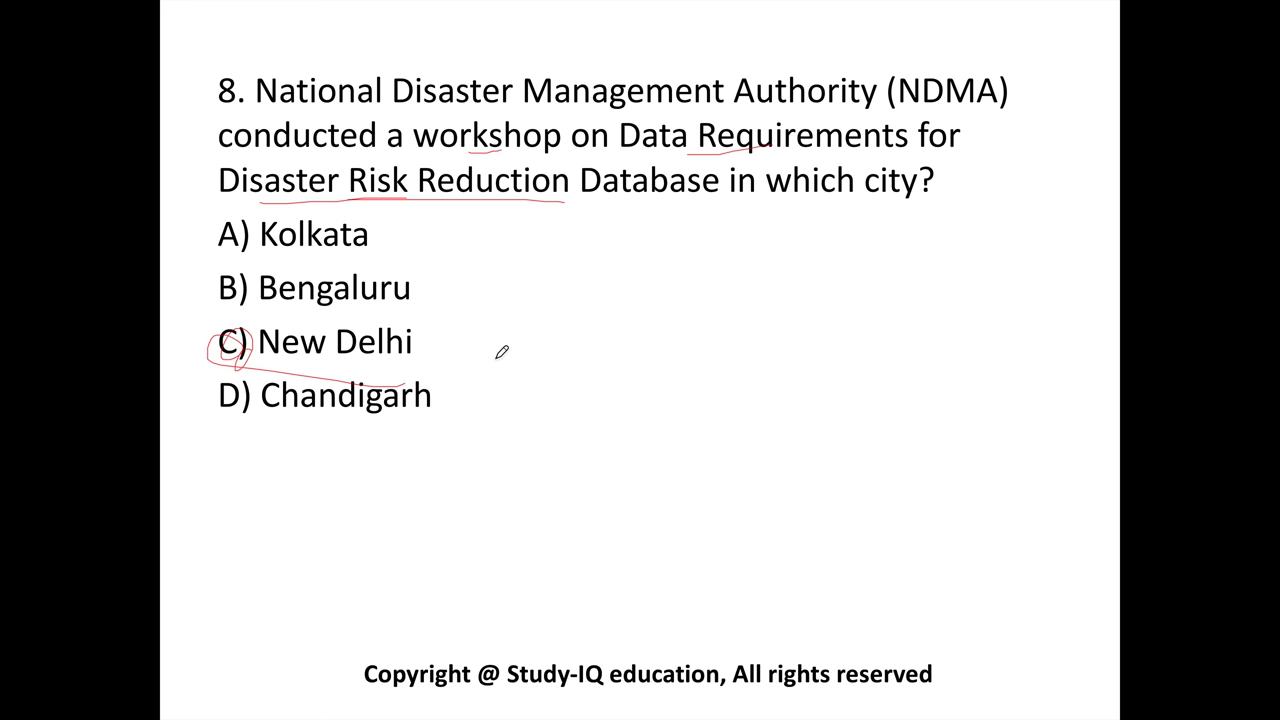 8. National Disaster Management Authority (NDMA)
conducted a workshop on Data Requirements for
Disaster Risk Reduction Database in which city?
A) Kolkata
B) Bengaluru
C) New Delhi
D) Chandigarh
Copyright @ Study-IQ education, All rights reserved